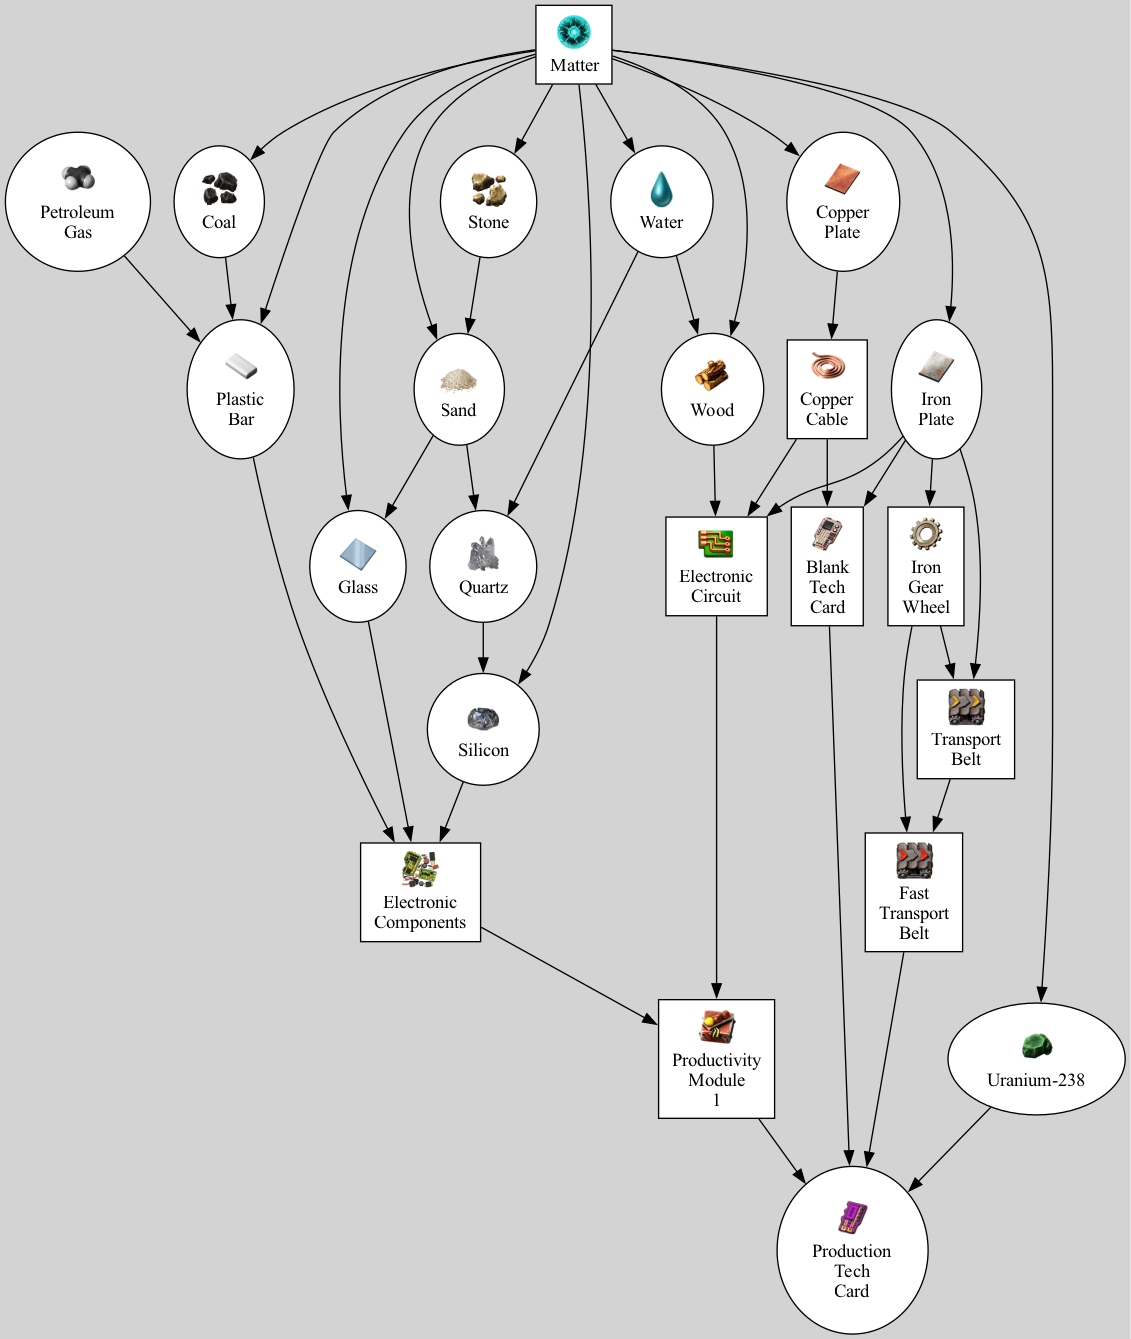 Matter
Petroleum
Gas
Coal
Stone
Water
Copper
Plate
Plastic
Bar
Sand
Wood
Copper
Cable
Iron
Plate
Glass
Quartz
Electronic
Circuit
Blank
Tech
Card
Iron
Gear
Wheel
Silicon
Transport
Belt
Electronic
Components
Fast
Transport
Belt
Productivity
Module
1
Uranium-238
Production
Tech
Card